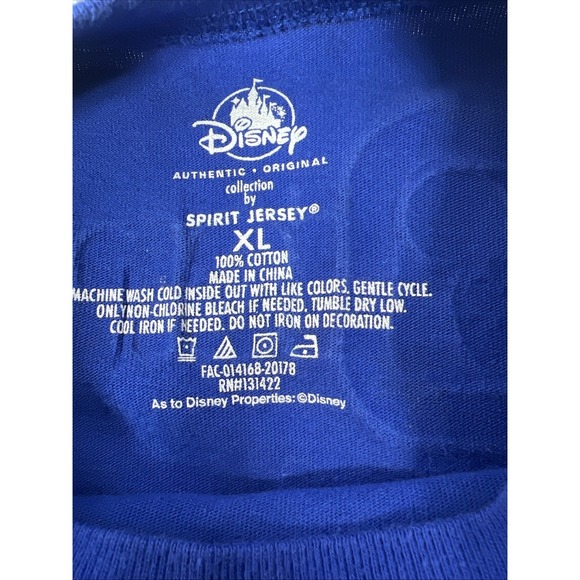 Disney
AUTHENTIC • ORIGINAL
collection
by
SPIRIT JERSEY®
XL
100% COTTON
MADE IN CHINA
MACHINE WASH COLD INSIDE OUT WITH LIKE COLORS. GENTLE CYCLE.
ONLYNON-CHLORINE BLEACH IF NEEDED. TUMBLE DRY LOW.
COOL IRON IF NEEDED. DO NOT IRON ON DECORATION.
FAC-014168-20178
RN#131422
As to Disney Properties: ©Disney